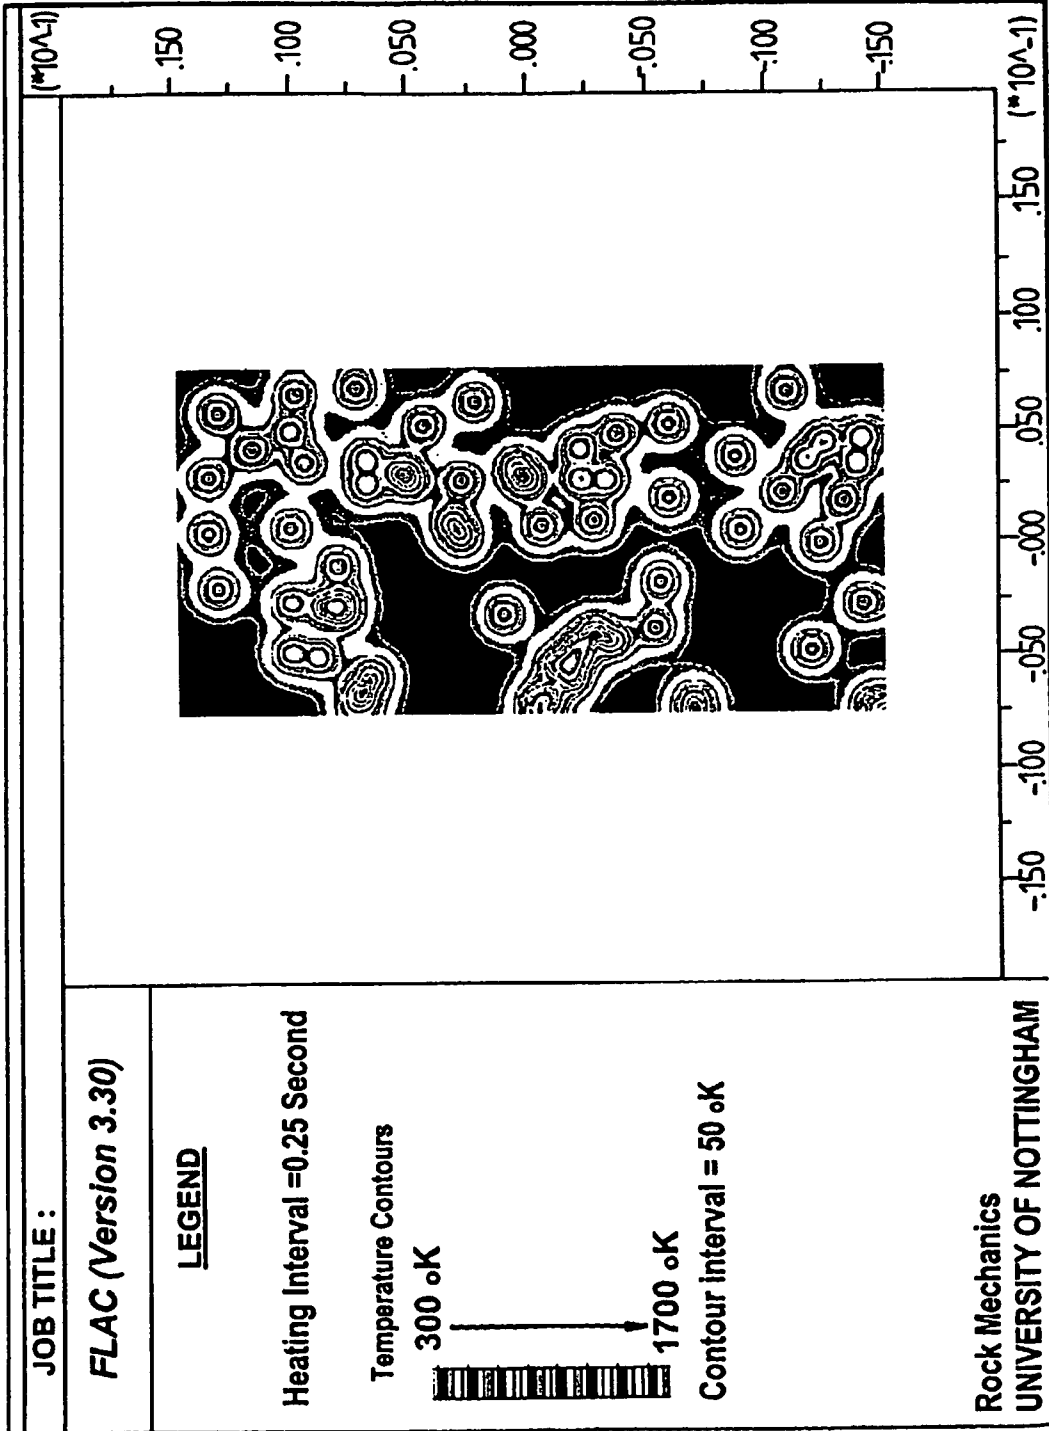 JOB TITLE :
FLAC (Version 3.30)
LEGEND
Heating Interval =0.25 Second
Temperature Contours
300 oK
1700 oK
Contour interval = 50 oK
Rock Mechanics
UNIVERSITY OF NOTTINGHAM
(*10^-1)
.150
.100
.050
.000
-.050
-.100
-.150
-.150
-.100
-.050
-.000
.050
.100
.150
(*10^-1)